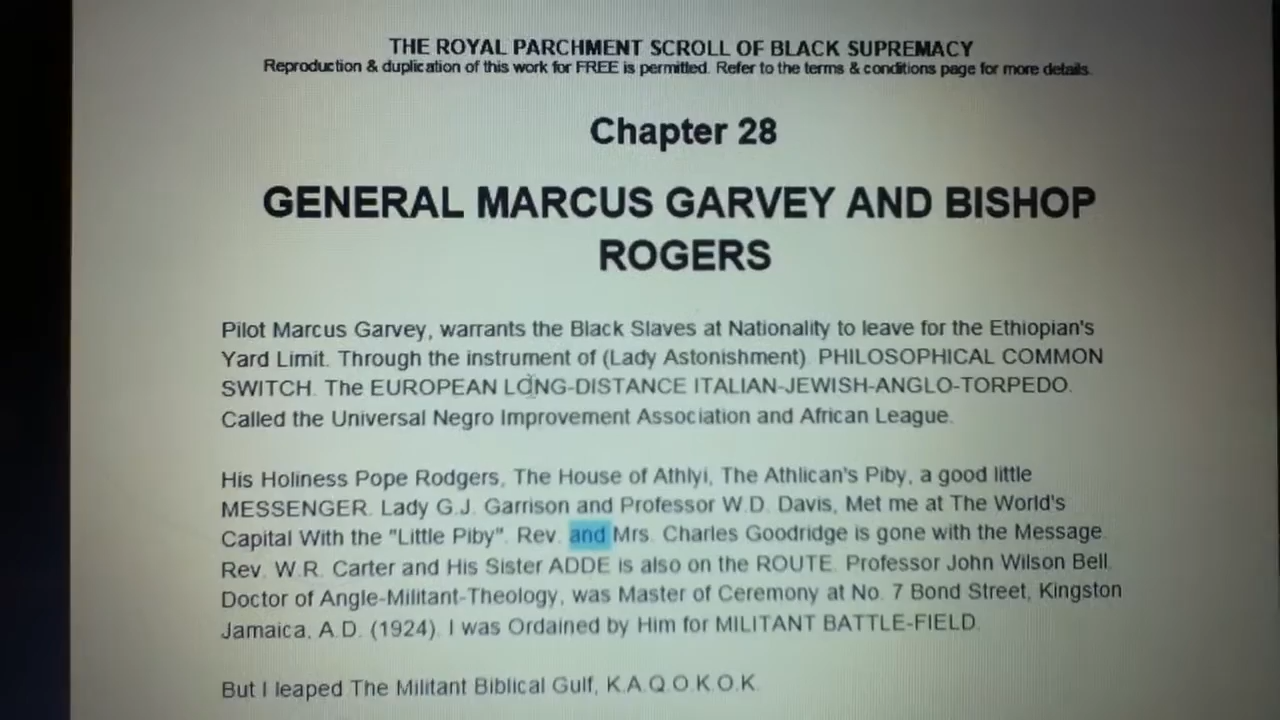 THE ROYAL PARCHMENT SCROLL OF BLACK SUPREMACY
Reproduction & duplication of this work for FREE is permitted. Refer to the terms & conditions page for more details.
Chapter 28
GENERAL MARCUS GARVEY AND BISHOP
ROGERS
Pilot Marcus Garvey, warrants the Black Slaves at Nationality to leave for the Ethiopian's
Yard Limit. Through the instrument of (Lady Astonishment) PHILOSOPHICAL COMMON
SWITCH. The EUROPEAN LONG-DISTANCE ITALIAN-JEWISH-ANGLO-TORPEDO.
Called the Universal Negro Improvement Association and African League.
His Holiness Pope Rodgers, The House of Athlyi, The Athlican's Piby, a good little
MESSENGER. Lady G.J. Garrison and Professor W.D. Davis, Met me at The World's
Capital With the "Little Piby". Rev. and Mrs. Charles Goodridge is gone with the Message.
Rev. W.R. Carter and His Sister ADDE is also on the ROUTE. Professor John Wilson Bell.
Doctor of Angle-Militant-Theology, was Master of Ceremony at No. 7 Bond Street, Kingston
Jamaica, A.D. (1924). I was Ordained by Him for MILITANT BATTLE-FIELD.
But I leaped The Militant Biblical Gulf, K.A.Q.O.K.O.K.